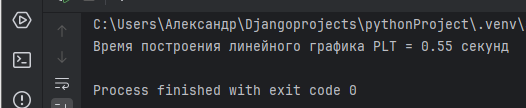 C:\Users\Александр\Djangoprojects\pythonProject\.venv\
Время построения линейного графика PLT = 0.55 секунд
Process finished with exit code 0